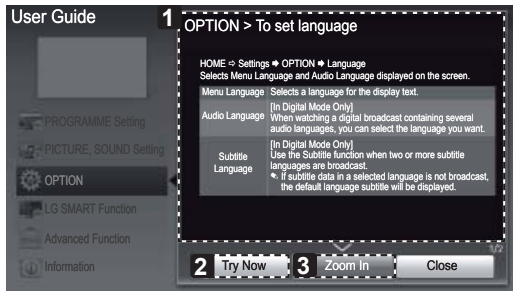 User Guide
1
OPTION > To set language
HOME ⇨ Settings ➡ OPTION ➡ Language
Selects Menu Language and Audio Language displayed on the screen.
Menu Language Selects a language for the display text.
Audio Language
[In Digital Mode Only]
When watching a digital broadcast containing several
audio languages, you can select the language you want.
Subtitle
Language
[In Digital Mode Only]
Use the Subtitle function when two or more subtitle
languages are broadcast.
✎ If subtitle data in a selected language is not broadcast,
the default language subtitle will be displayed.
PROGRAMME Setting
PICTURE, SOUND Setting
OPTION
LG SMART Function
Advanced Function
Information
1/2
2 Try Now
3 Zoom In
Close